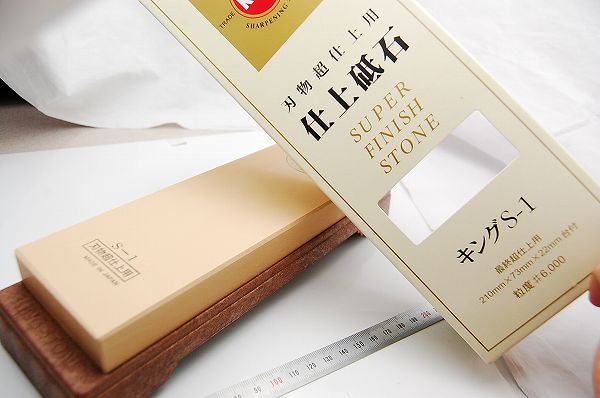 TRADE
SHARPENING
刃物超仕上用
仕上砥石
SUPER
FINISH
STONE
キングS-1
最終超仕上用
210mm×73mm×22mm 台付
粒度 #6,000
S-1
刃物超仕上用
MADE IN JAPAN